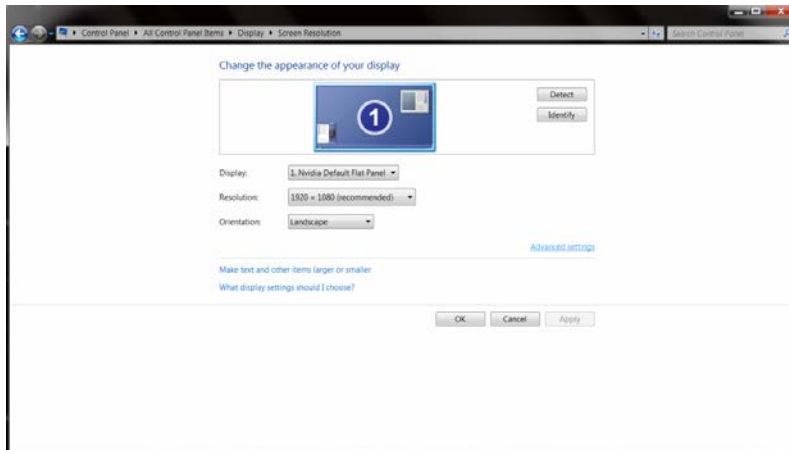 Control Panel ▸ All Control Panel Items ▸ Display ▸ Screen Resolution
Search Control Panel
Change the appearance of your display
1
Detect
Identify
Display: 1. Nvidia Default Flat Panel
Resolution: 1920 × 1080 (recommended)
Orientation: Landscape
Advanced settings
Make text and other items larger or smaller
What display settings should I choose?
OK Cancel Apply